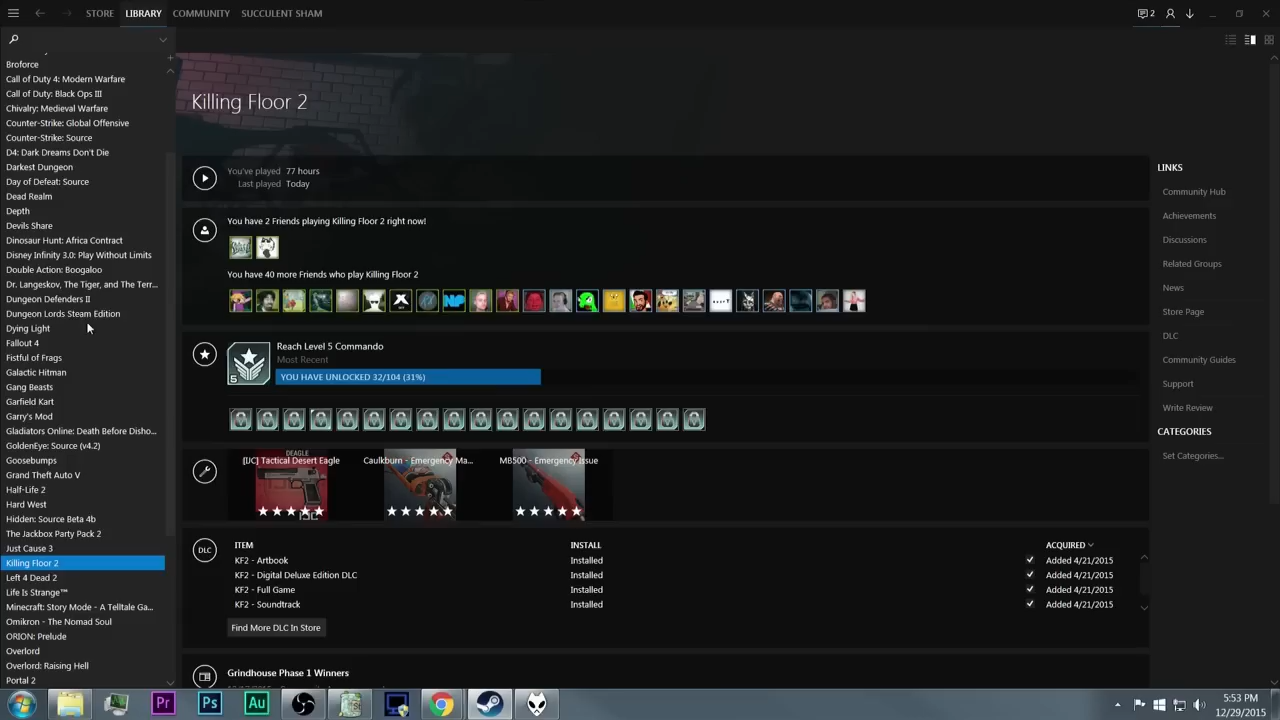 STORE LIBRARY COMMUNITY SUCCULENT SHAM
2
Broforce
Call of Duty 4: Modern Warfare
Call of Duty: Black Ops III
Chivalry: Medieval Warfare
Counter-Strike: Global Offensive
Counter-Strike: Source
D4: Dark Dreams Don't Die
Darkest Dungeon
Day of Defeat: Source
Dead Realm
Depth
Devils Share
Dinosaur Hunt: Africa Contract
Disney Infinity 3.0: Play Without Limits
Double Action: Boogaloo
Dr. Langeskov, The Tiger, and The Terr...
Dungeon Defenders II
Dungeon Lords Steam Edition
Dying Light
Fallout 4
Fistful of Frags
Galactic Hitman
Gang Beasts
Garfield Kart
Garry's Mod
Gladiators Online: Death Before Disho...
GoldenEye: Source (v4.2)
Goosebumps
Grand Theft Auto V
Half-Life 2
Hard West
Hidden: Source Beta 4b
The Jackbox Party Pack 2
Just Cause 3
Killing Floor 2
Left 4 Dead 2
Life Is Strange™
Minecraft: Story Mode - A Telltale Ga...
Omikron - The Nomad Soul
ORION: Prelude
Overlord
Overlord: Raising Hell
Portal 2
Killing Floor 2
You've played 77 hours
Last played Today
You have 2 Friends playing Killing Floor 2 right now!
You have 40 more Friends who play Killing Floor 2
Reach Level 5 Commando
Most Recent
5
YOU HAVE UNLOCKED 32/104 (31%)
DEAGLE
[IJC] Tactical Desert Eagle Caulkburn - Emergency Ma... MB500 - Emergency Issue
IJC
DLC
ITEM INSTALL ACQUIRED
KF2 - Artbook Installed Added 4/21/2015
KF2 - Digital Deluxe Edition DLC Installed Added 4/21/2015
KF2 - Full Game Installed Added 4/21/2015
KF2 - Soundtrack Installed Added 4/21/2015
Find More DLC In Store
Grindhouse Phase 1 Winners
LINKS
Community Hub
Achievements
Discussions
Related Groups
News
Store Page
DLC
Community Guides
Support
Write Review
CATEGORIES
Set Categories...
Pr Ps Au
5:53 PM
12/29/2015